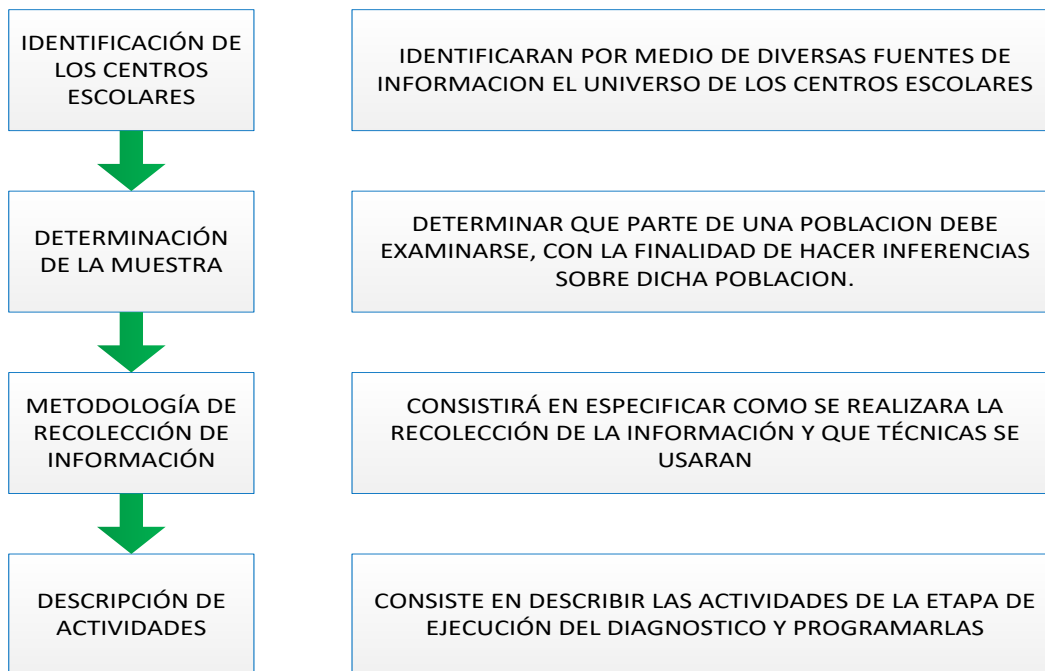 IDENTIFICACIÓN DE
LOS CENTROS
ESCOLARES
IDENTIFICARAN POR MEDIO DE DIVERSAS FUENTES DE
INFORMACION EL UNIVERSO DE LOS CENTROS ESCOLARES
DETERMINACIÓN
DE LA MUESTRA
DETERMINAR QUE PARTE DE UNA POBLACION DEBE
EXAMINARSE, CON LA FINALIDAD DE HACER INFERENCIAS
SOBRE DICHA POBLACION.
METODOLOGÍA DE
RECOLECCIÓN DE
INFORMACIÓN
CONSISTIRÁ EN ESPECIFICAR COMO SE REALIZARA LA
RECOLECCIÓN DE LA INFORMACIÓN Y QUE TÉCNICAS SE
USARAN
DESCRIPCIÓN DE
ACTIVIDADES
CONSISTE EN DESCRIBIR LAS ACTIVIDADES DE LA ETAPA DE
EJECUCIÓN DEL DIAGNOSTICO Y PROGRAMARLAS